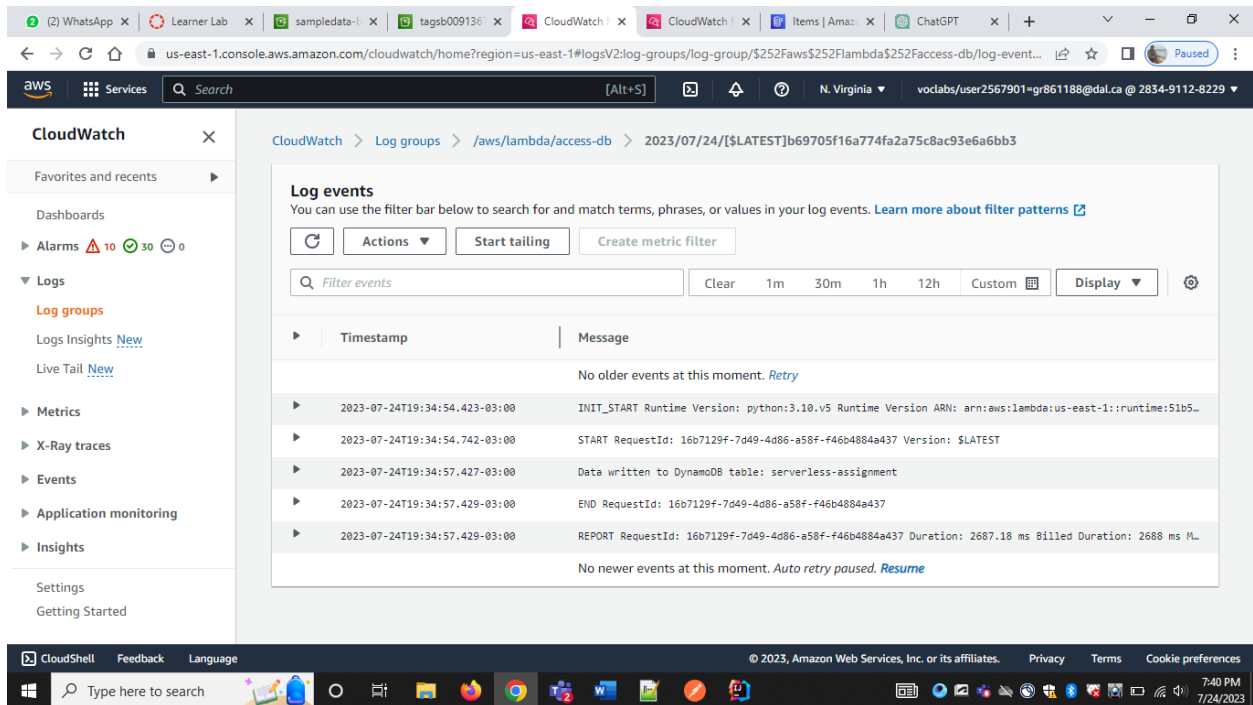 (2) WhatsApp
Learner Lab
sampledata-b
tagsb0091367
CloudWatch
CloudWatch
Items | Amaz
ChatGPT
us-east-1.console.aws.amazon.com/cloudwatch/home?region=us-east-1#logsV2:log-groups/log-group/$252Faws$252Flambda$252Faccess-db/log-event...
Paused
aws Services Search [Alt+S] N. Virginia voclabs/user2567901=gr861188@dal.ca @ 2834-9112-8229
CloudWatch
Favorites and recents
Dashboards
Alarms 10 30 0
Logs
Log groups
Logs Insights New
Live Tail New
Metrics
X-Ray traces
Events
Application monitoring
Insights
Settings
Getting Started
CloudWatch > Log groups > /aws/lambda/access-db > 2023/07/24/[$LATEST]b69705f16a774fa2a75c8ac93e6a6bb3
Log events
You can use the filter bar below to search for and match terms, phrases, or values in your log events. Learn more about filter patterns
Actions Start tailing Create metric filter
Filter events Clear 1m 30m 1h 12h Custom Display
Timestamp Message
No older events at this moment. Retry
2023-07-24T19:34:54.423-03:00 INIT_START Runtime Version: python:3.10.v5 Runtime Version ARN: arn:aws:lambda:us-east-1::runtime:51b5…
2023-07-24T19:34:54.742-03:00 START RequestId: 16b7129f-7d49-4d86-a58f-f46b4884a437 Version: $LATEST
2023-07-24T19:34:57.427-03:00 Data written to DynamoDB table: serverless-assignment
2023-07-24T19:34:57.429-03:00 END RequestId: 16b7129f-7d49-4d86-a58f-f46b4884a437
2023-07-24T19:34:57.429-03:00 REPORT RequestId: 16b7129f-7d49-4d86-a58f-f46b4884a437 Duration: 2687.18 ms Billed Duration: 2688 ms M…
No newer events at this moment. Auto retry paused. Resume
CloudShell Feedback Language © 2023, Amazon Web Services, Inc. or its affiliates. Privacy Terms Cookie preferences
Type here to search
7:40 PM
7/24/2023